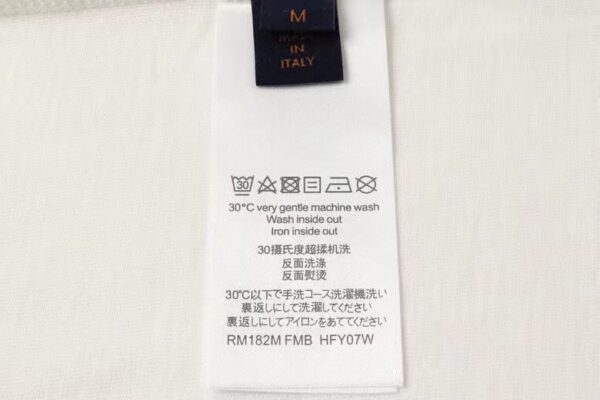 M
MADE
IN
ITALY
30
30°C very gentle machine wash
Wash inside out
Iron inside out
30摄氏度超揉机洗
反面洗涤
反面熨烫
30℃以下で手洗コース洗濯機洗い
裏返しにして洗濯してください
裏返しにしてアイロンをあててください
RM182M FMB HFY07W